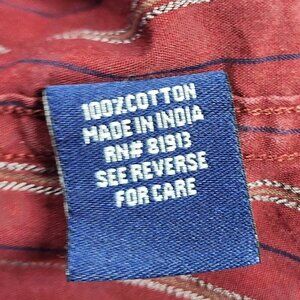 100%COTTON
MADE IN INDIA
RN# 81913
SEE REVERSE
FOR CARE